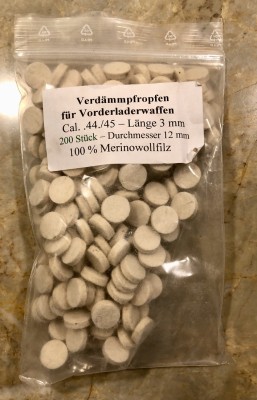 Verdämmpfropfen
für Vorderladerwaffen
Cal. .44./45 – Länge 3 mm
200 Stück – Durchmesser 12 mm
100 % Merinowollfilz